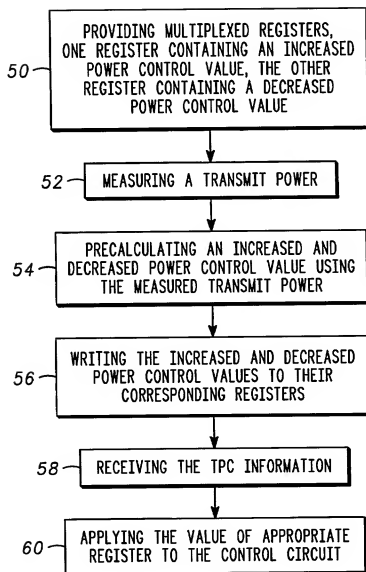 PROVIDING MULTIPLEXED REGISTERS,
ONE REGISTER CONTAINING AN INCREASED
POWER CONTROL VALUE, THE OTHER
REGISTER CONTAINING A DECREASED
POWER CONTROL VALUE
50
MEASURING A TRANSMIT POWER
52
PRECALCULATING AN INCREASED AND
DECREASED POWER CONTROL VALUE USING
THE MEASURED TRANSMIT POWER
54
WRITING THE INCREASED AND DECREASED
POWER CONTROL VALUES TO THEIR
CORRESPONDING REGISTERS
56
RECEIVING THE TPC INFORMATION
58
APPLYING THE VALUE OF APPROPRIATE
REGISTER TO THE CONTROL CIRCUIT
60